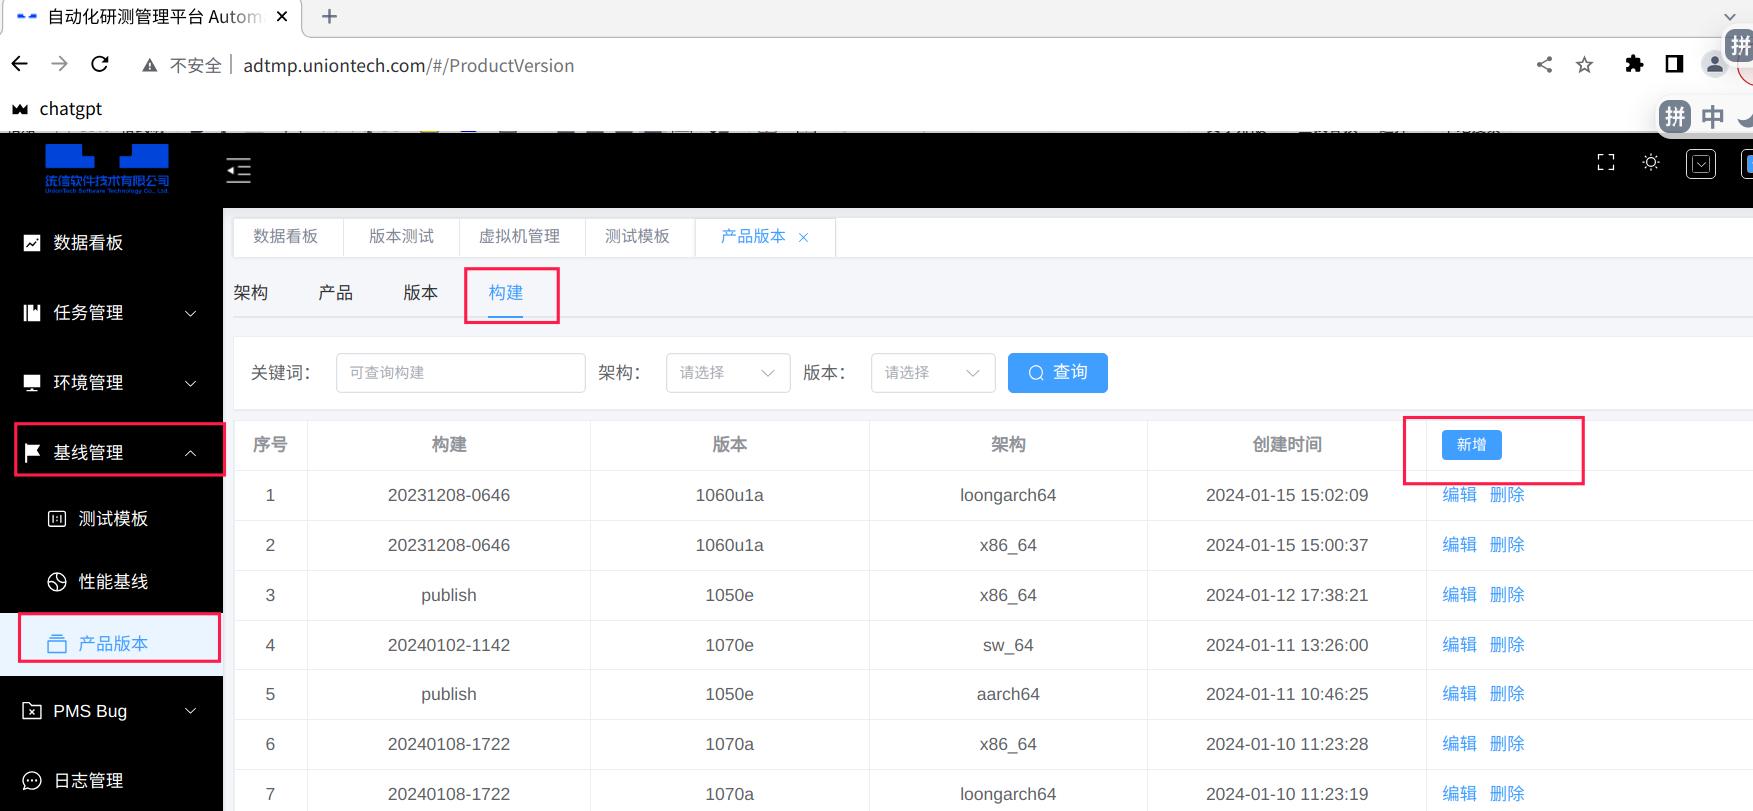 自动化研测管理平台 Autom
不安全 adtmp.uniontech.com/#/ProductVersion
拼
chatgpt
拼 中
统信软件技术有限公司
UnionTech Software Technology Co., Ltd.
数据看板
任务管理
环境管理
基线管理
测试模板
性能基线
产品版本
PMS Bug
日志管理
数据看板 版本测试 虚拟机管理 测试模板 产品版本
架构 产品 版本 构建
关键词： 可查询构建 架构： 请选择 版本： 请选择 查询
序号 构建 版本 架构 创建时间 新增
1 20231208-0646 1060u1a loongarch64 2024-01-15 15:02:09 编辑 删除
2 20231208-0646 1060u1a x86_64 2024-01-15 15:00:37 编辑 删除
3 publish 1050e x86_64 2024-01-12 17:38:21 编辑 删除
4 20240102-1142 1070e sw_64 2024-01-11 13:26:00 编辑 删除
5 publish 1050e aarch64 2024-01-11 10:46:25 编辑 删除
6 20240108-1722 1070a x86_64 2024-01-10 11:23:28 编辑 删除
7 20240108-1722 1070a loongarch64 2024-01-10 11:23:19 编辑 删除